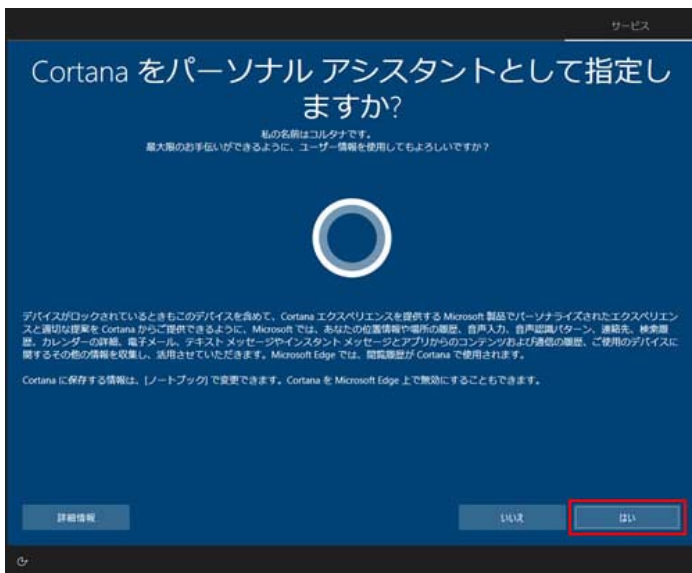 サービス
Cortana をパーソナル アシスタントとして指定し
ますか?
私の名前はコルタナです。
最大限のお手伝いができるように、ユーザー情報を使用してもよろしいですか？
デバイスがロックされているときもこのデバイスを含めて、Cortana エクスペリエンスを提供する Microsoft 製品でパーソナライズされたエクスペリエン
スと適切な提案を Cortana からご提供できるように、Microsoft では、あなたの位置情報や場所の履歴、音声入力、音声認識パターン、連絡先、検索履
歴、カレンダーの詳細、電子メール、テキスト メッセージやインスタント メッセージとアプリからのコンテンツおよび通信の履歴、ご使用のデバイスに
関するその他の情報を収集し、活用させていただきます。Microsoft Edge では、閲覧履歴が Cortana で使用されます。
Cortana に保存する情報は、[ノートブック] で変更できます。Cortana を Microsoft Edge 上で無効にすることもできます。
詳細情報
いいえ
はい